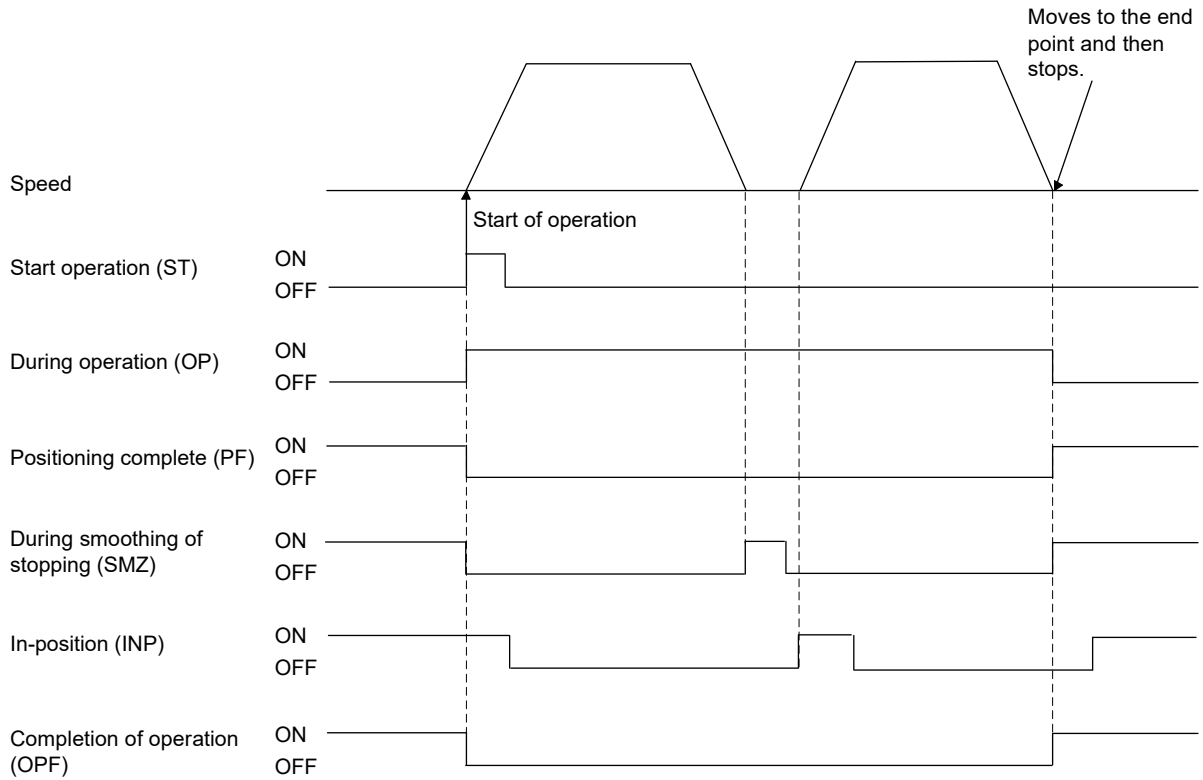 Moves to the end
point and then
stops.
Speed
Start of operation
Start operation (ST)
ON
OFF
During operation (OP)
ON
OFF
Positioning complete (PF)
ON
OFF
During smoothing of
stopping (SMZ)
ON
OFF
In-position (INP)
ON
OFF
Completion of operation
(OPF)
ON
OFF